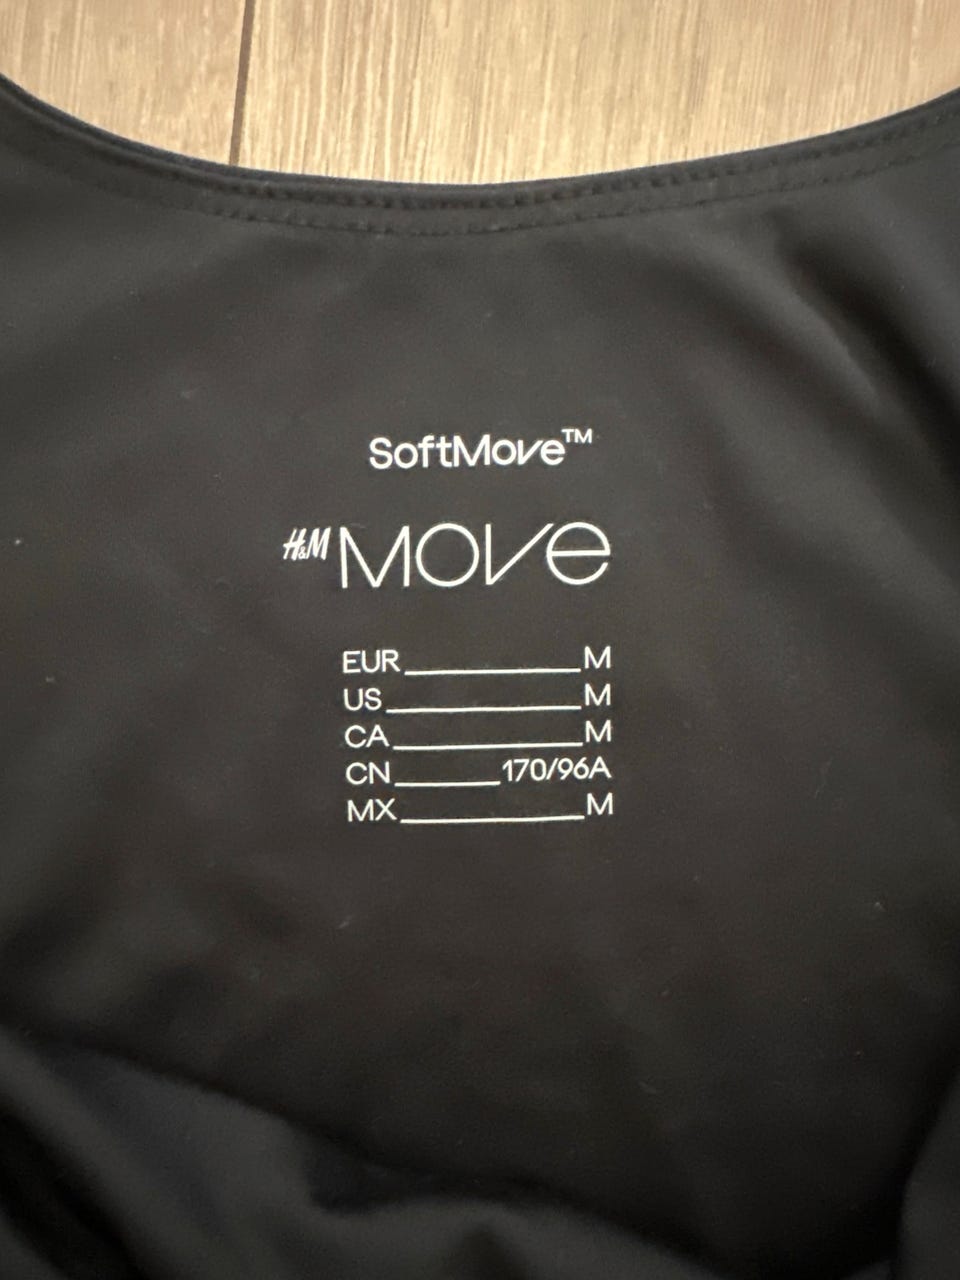 SoftMove™
H&M MOVE
EUR M
US M
CA M
CN 170/96A
MX M